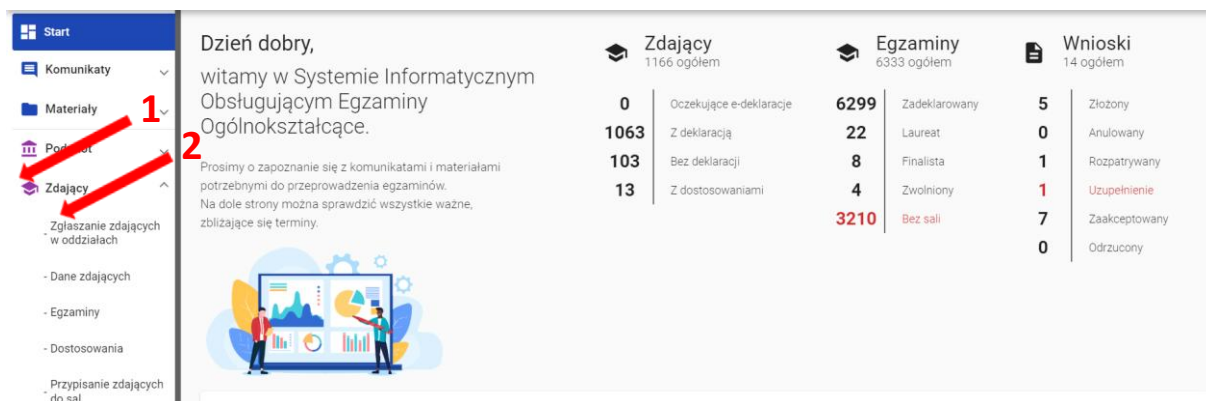 Start
Komunikaty
Materiały
1
2
Zdający
- Zgłaszanie zdających
w oddziałach
- Dane zdających
- Egzaminy
- Dostosowania
- Przypisanie zdających
do sal
Dzień dobry,
witamy w Systemie Informatycznym
Obsługującym Egzaminy
Ogólnokształcące.
Prosimy o zapoznanie się z komunikatami i materiałami
potrzebnymi do przeprowadzenia egzaminów.
Na dole strony można sprawdzić wszystkie ważne,
zbliżające się terminy.
Zdający
1166 ogółem
0 Oczekujące e-deklaracje
1063 Z deklaracją
103 Bez deklaracji
13 Z dostosowaniami
Egzaminy
6333 ogółem
6299 Zadeklarowany
22 Laureat
8 Finalista
4 Zwolniony
3210 Bez sali
Wnioski
14 ogółem
5 Złożony
0 Anulowany
1 Rozpatrywany
1 Uzupełnienie
7 Zaakceptowany
0 Odrzucony